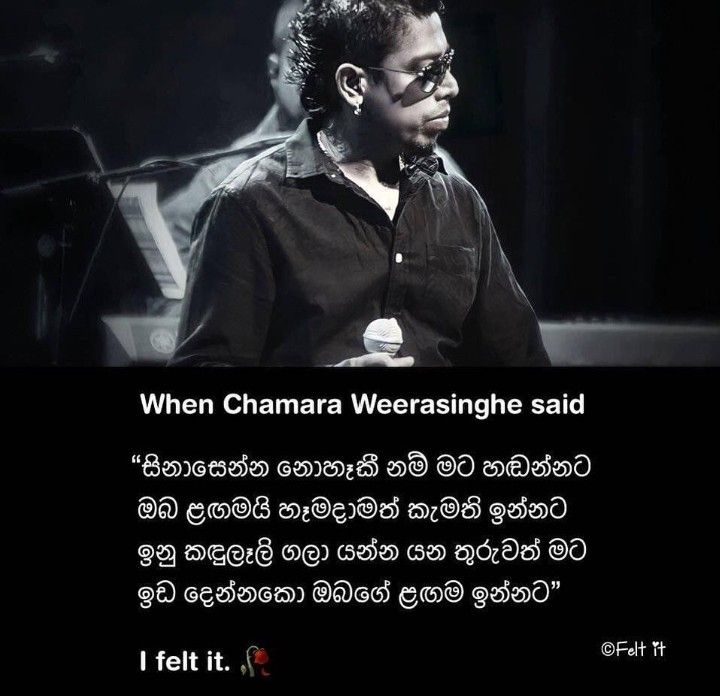 When Chamara Weerasinghe said
“සිනාසෙන්න නොහැකී නම් මට හඬන්නට
ඔබ ළඟමයි හැමදාමත් කැමති ඉන්නට
ඉනු කඳුලැලි ගලා යන්න යන තුරුවත් මට
ඉඩ දෙන්නකො ඔබගේ ළඟම ඉන්නට”
I felt it. 🥀
©Felt it